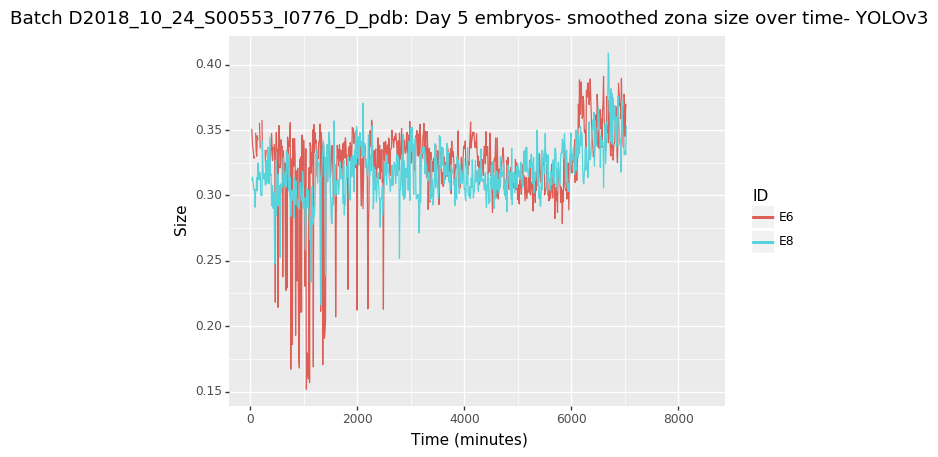 Batch D2018_10_24_S00553_I0776_D_pdb: Day 5 embryos- smoothed zona size over time- YOLOv3
0.40
0.35
0.30
0.25
0.20
0.15
Size
0
2000
4000
6000
8000
Time (minutes)
ID
E6
E8